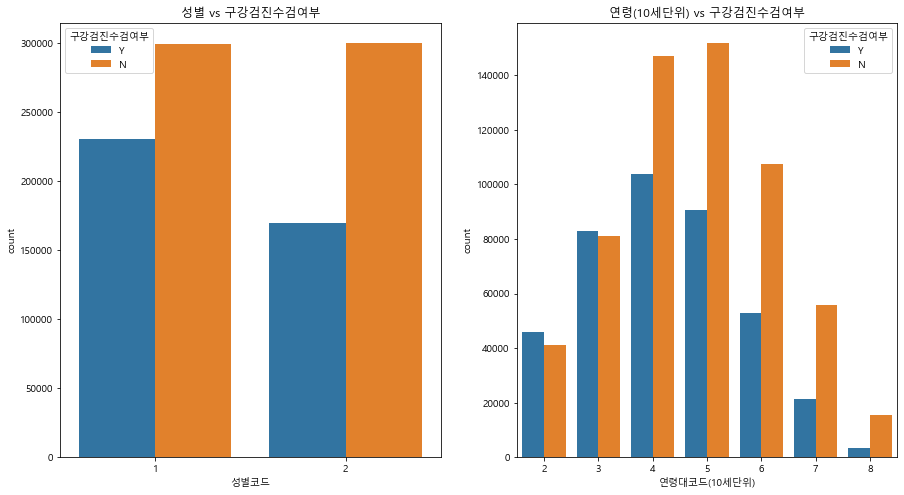 성별 vs 구강검진수검여부
구강검진수검여부
Y
N
300000
250000
200000
150000
100000
50000
0
count
1
2
성별코드
연령(10세단위) vs 구강검진수검여부
구강검진수검여부
Y
N
140000
120000
100000
80000
60000
40000
20000
0
count
2
3
4
5
6
7
8
연령대코드(10세단위)